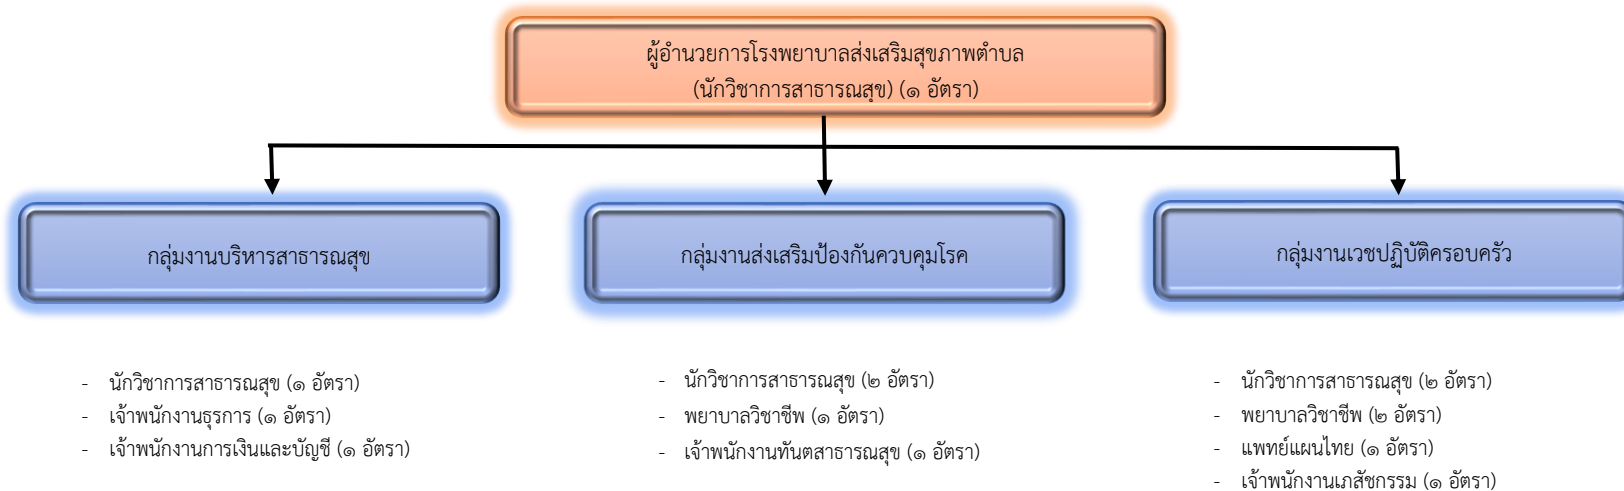 ผู้อำนวยการโรงพยาบาลส่งเสริมสุขภาพตำบล
(นักวิชาการสาธารณสุข) (๑ อัตรา)
กลุ่มงานบริหารสาธารณสุข
กลุ่มงานส่งเสริมป้องกันควบคุมโรค
กลุ่มงานเวชปฏิบัติครอบครัว
- นักวิชาการสาธารณสุข (๑ อัตรา)
- เจ้าพนักงานธุรการ (๑ อัตรา)
- เจ้าพนักงานการเงินและบัญชี (๑ อัตรา)
- นักวิชาการสาธารณสุข (๒ อัตรา)
- พยาบาลวิชาชีพ (๑ อัตรา)
- เจ้าพนักงานทันตสาธารณสุข (๑ อัตรา)
- นักวิชาการสาธารณสุข (๒ อัตรา)
- พยาบาลวิชาชีพ (๒ อัตรา)
- แพทย์แผนไทย (๑ อัตรา)
- เจ้าพนักงานเภสัชกรรม (๑ อัตรา)